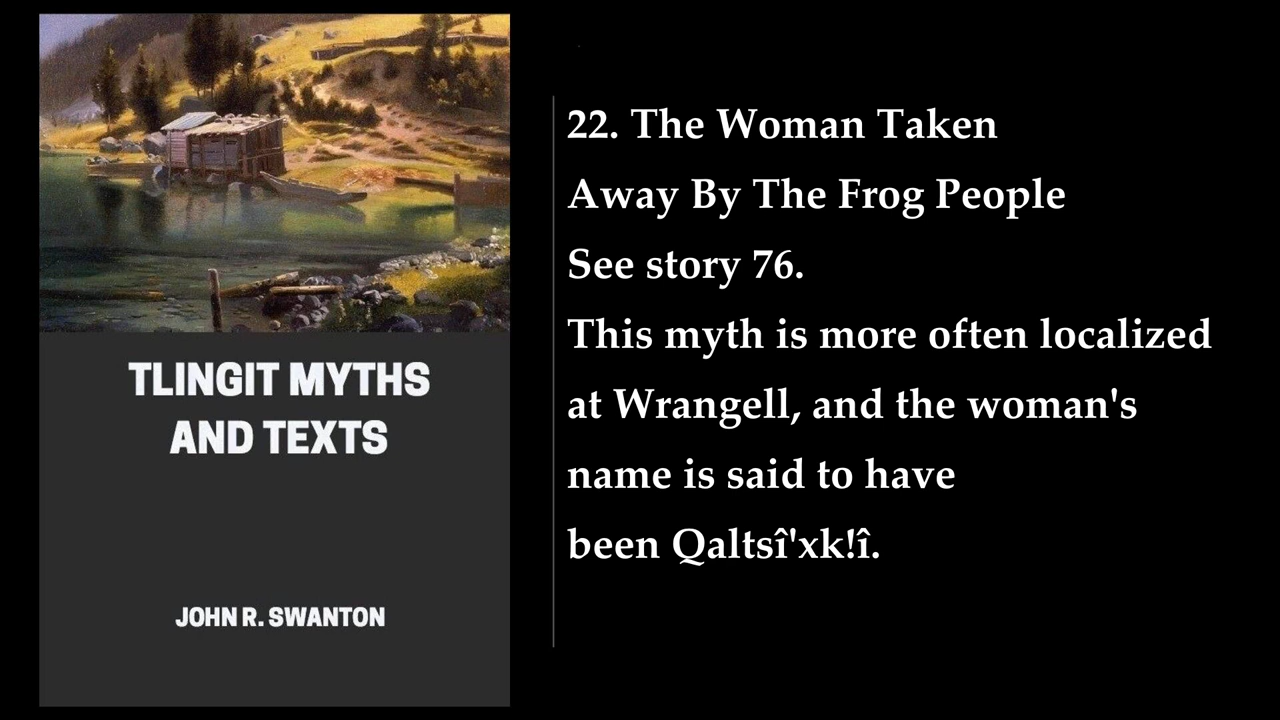 TLINGIT MYTHS
AND TEXTS
JOHN R. SWANTON
22. The Woman Taken
Away By The Frog People
See story 76.
This myth is more often localized
at Wrangell, and the woman's
name is said to have
been Qaltsî'xk!î.